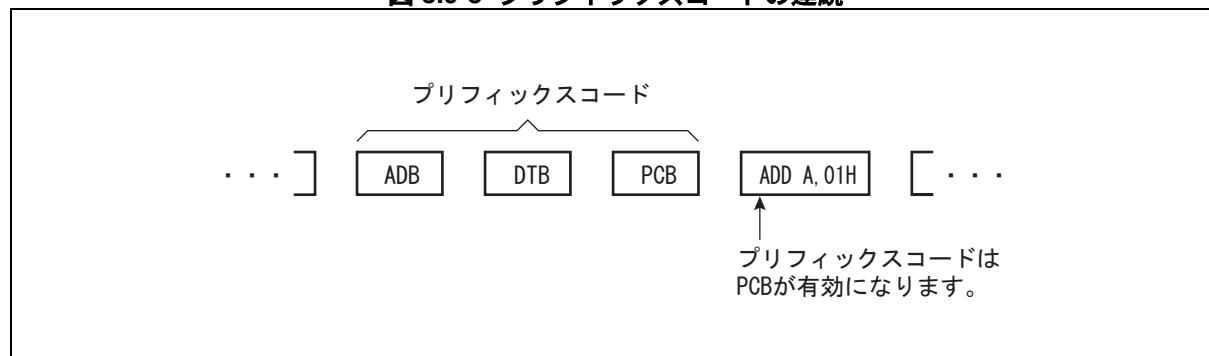 プリフィックスコード
・・・ ADB DTB PCB ADD A,01H ・・・
プリフィックスコードは
PCBが有効になります。